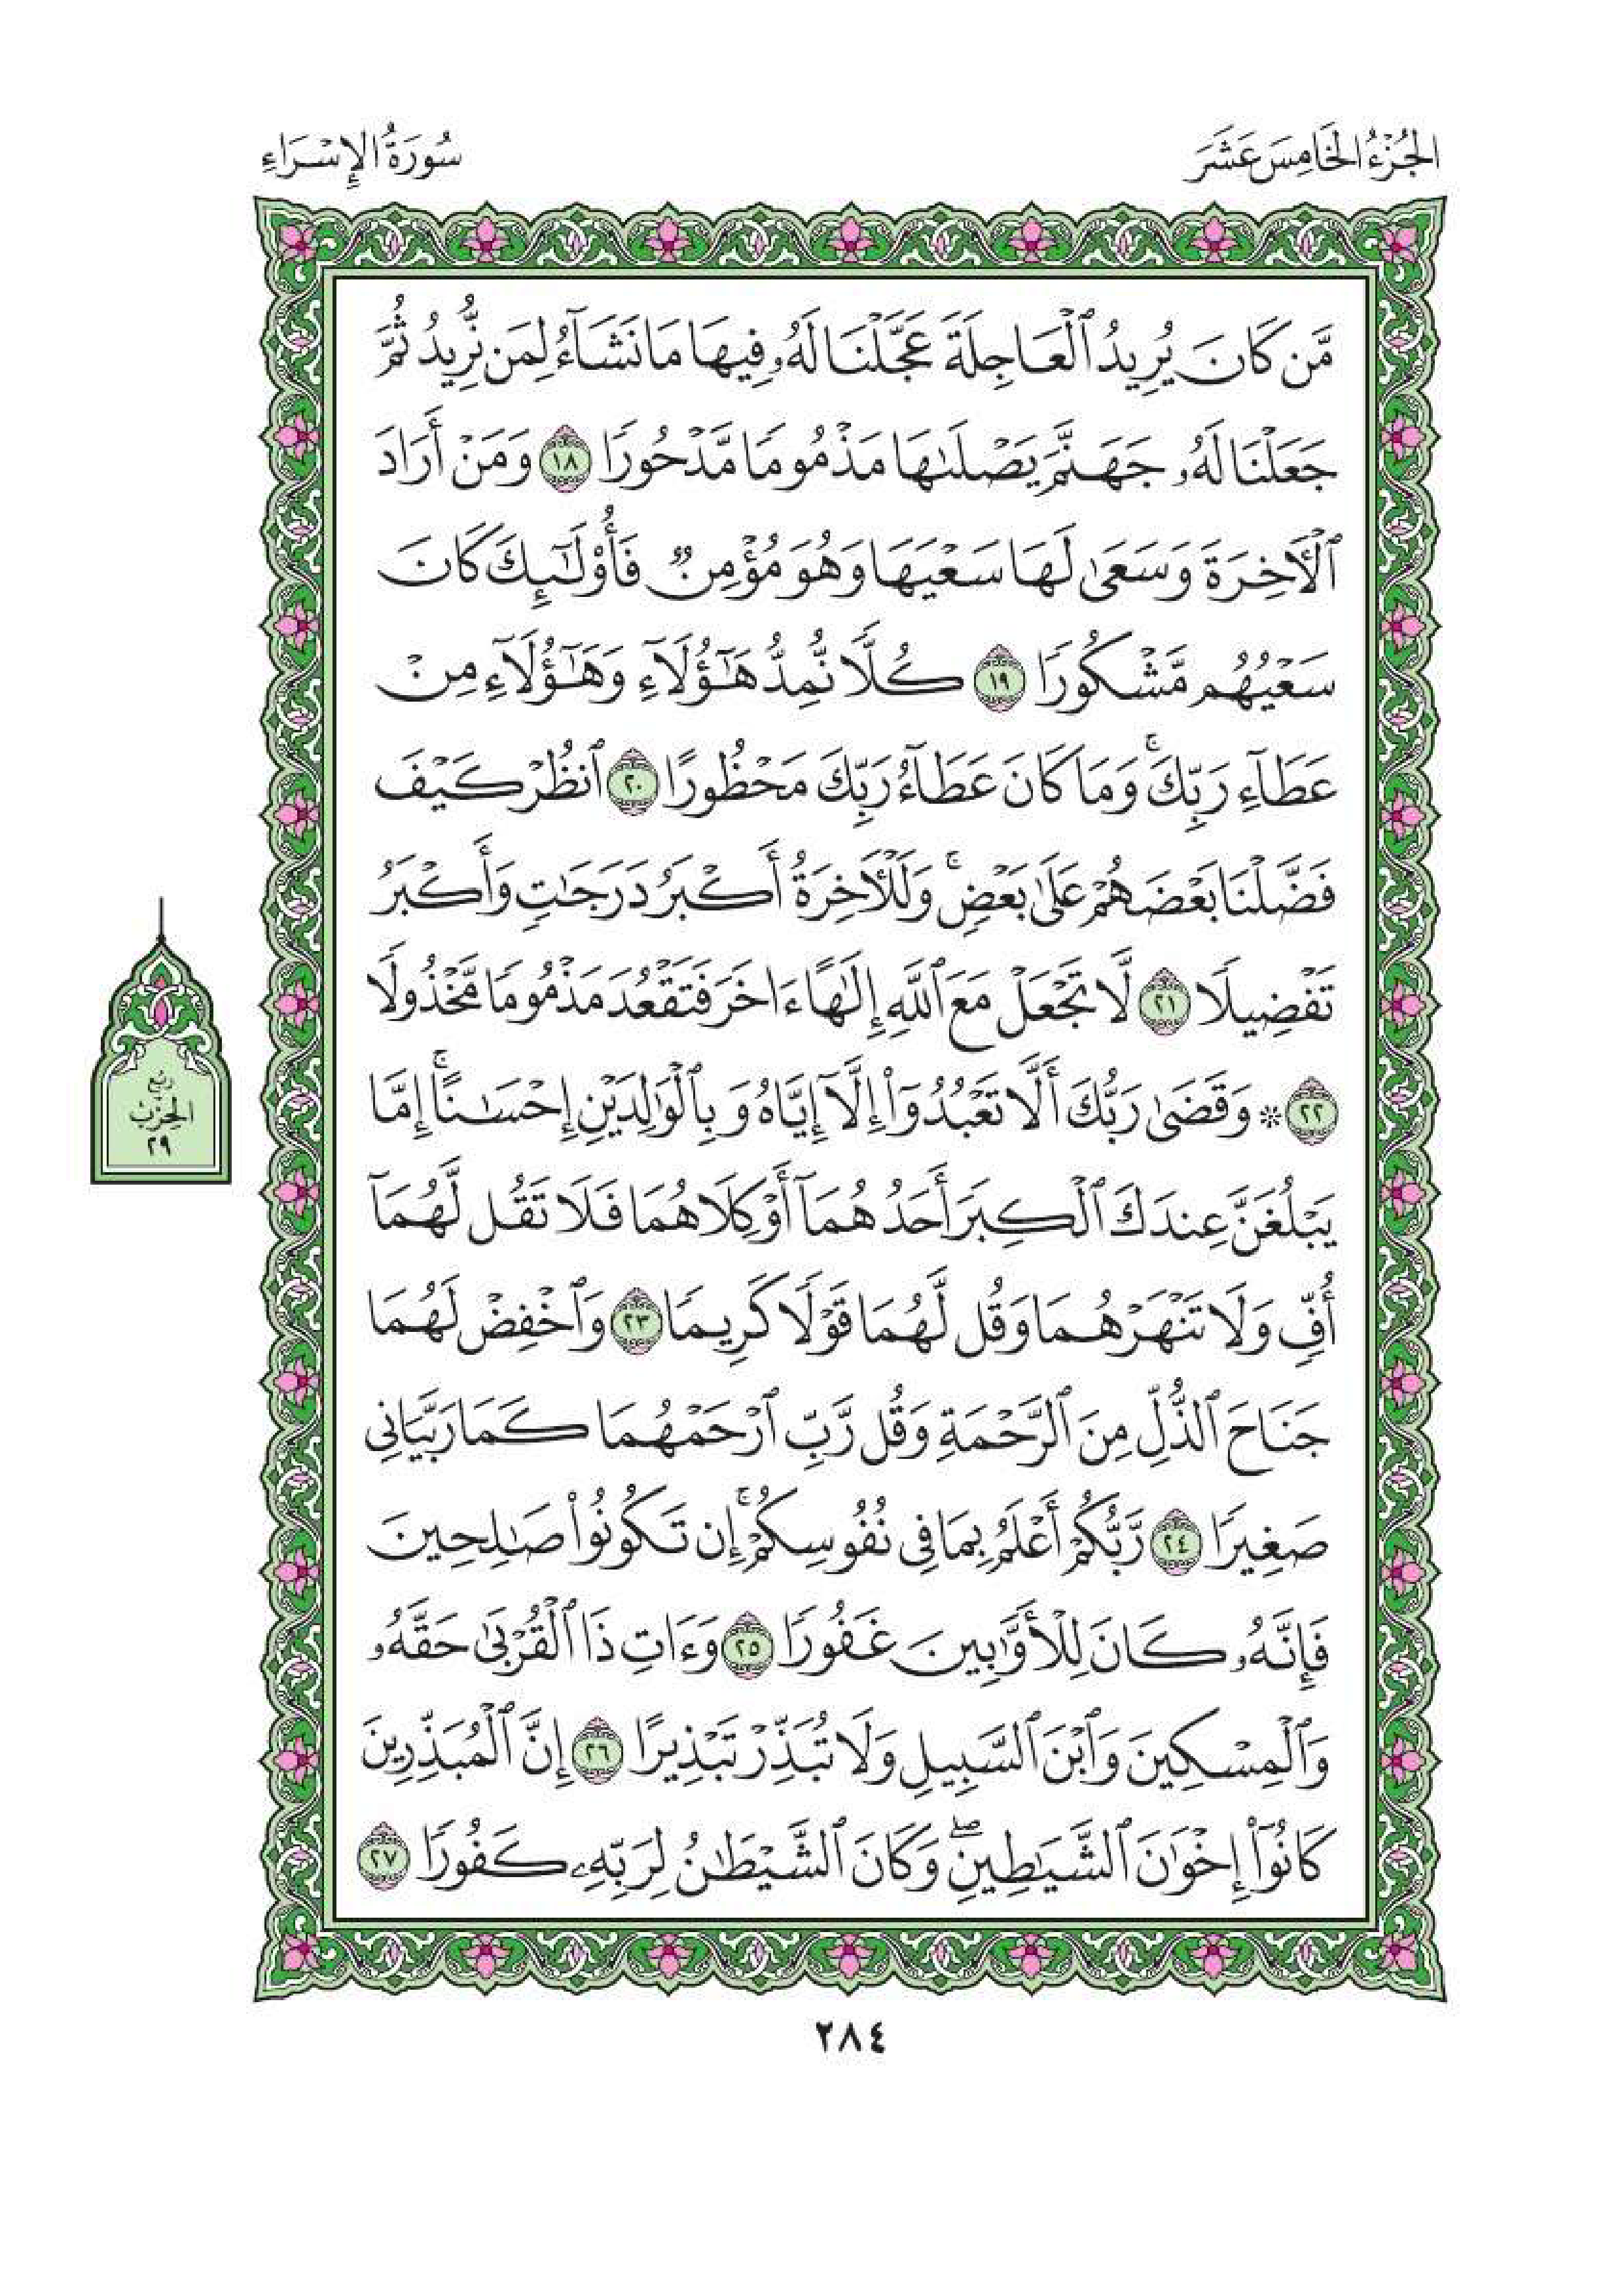 الجُزْءُ الخَامِسَ عَشَرَ
سُورَةُ الإِسْرَاءِ
مَّن كَانَ يُرِيدُ ٱلْعَاجِلَةَ عَجَّلْنَا لَهُۥ فِيهَا مَا نَشَآءُ لِمَن نُّرِيدُ ثُمَّ
جَعَلْنَا لَهُۥ جَهَنَّمَ يَصْلَىٰهَا مَذْمُومًا مَّدْحُورًا ١٨ وَمَنْ أَرَادَ
ٱلْـَٔاخِرَةَ وَسَعَىٰ لَهَا سَعْيَهَا وَهُوَ مُؤْمِنٌ فَأُو۟لَـٰٓئِكَ كَانَ
سَعْيُهُم مَّشْكُورًا ١٩ كُلًّا نُّمِدُّ هَـٰٓؤُلَآءِ وَهَـٰٓؤُلَآءِ مِنْ
عَطَآءِ رَبِّكَ ۚ وَمَا كَانَ عَطَآءُ رَبِّكَ مَحْظُورًا ٢٠ ٱنظُرْ كَيْفَ
فَضَّلْنَا بَعْضَهُمْ عَلَىٰ بَعْضٍ ۚ وَلَلْـَٔاخِرَةُ أَكْبَرُ دَرَجَـٰتٍ وَأَكْبَرُ
تَفْضِيلًا ٢١ لَّا تَجْعَلْ مَعَ ٱللَّهِ إِلَـٰهًا ءَاخَرَ فَتَقْعُدَ مَذْمُومًا مَّخْذُولًا
٢٢ ۞ وَقَضَىٰ رَبُّكَ أَلَّا تَعْبُدُوٓا۟ إِلَّآ إِيَّاهُ وَبِٱلْوَٰلِدَيْنِ إِحْسَـٰنًا ۚ إِمَّا
يَبْلُغَنَّ عِندَكَ ٱلْكِبَرَ أَحَدُهُمَآ أَوْ كِلَاهُمَا فَلَا تَقُل لَّهُمَآ
أُفٍّ وَلَا تَنْهَرْهُمَا وَقُل لَّهُمَا قَوْلًا كَرِيمًا ٢٣ وَٱخْفِضْ لَهُمَا
جَنَاحَ ٱلذُّلِّ مِنَ ٱلرَّحْمَةِ وَقُل رَّبِّ ٱرْحَمْهُمَا كَمَا رَبَّيَانِى
صَغِيرًا ٢٤ رَّبُّكُمْ أَعْلَمُ بِمَا فِى نُفُوسِكُمْ ۚ إِن تَكُونُوا۟ صَـٰلِحِينَ
فَإِنَّهُۥ كَانَ لِلْأَوَّٰبِينَ غَفُورًا ٢٥ وَءَاتِ ذَا ٱلْقُرْبَىٰ حَقَّهُۥ
وَٱلْمِسْكِينَ وَٱبْنَ ٱلسَّبِيلِ وَلَا تُبَذِّرْ تَبْذِيرًا ٢٦ إِنَّ ٱلْمُبَذِّرِينَ
كَانُوٓا۟ إِخْوَٰنَ ٱلشَّيَـٰطِينِ ۖ وَكَانَ ٱلشَّيْطَـٰنُ لِرَبِّهِۦ كَفُورًا ٢٧
رُبْع
الحِزْب
٢٩
٢٨٤